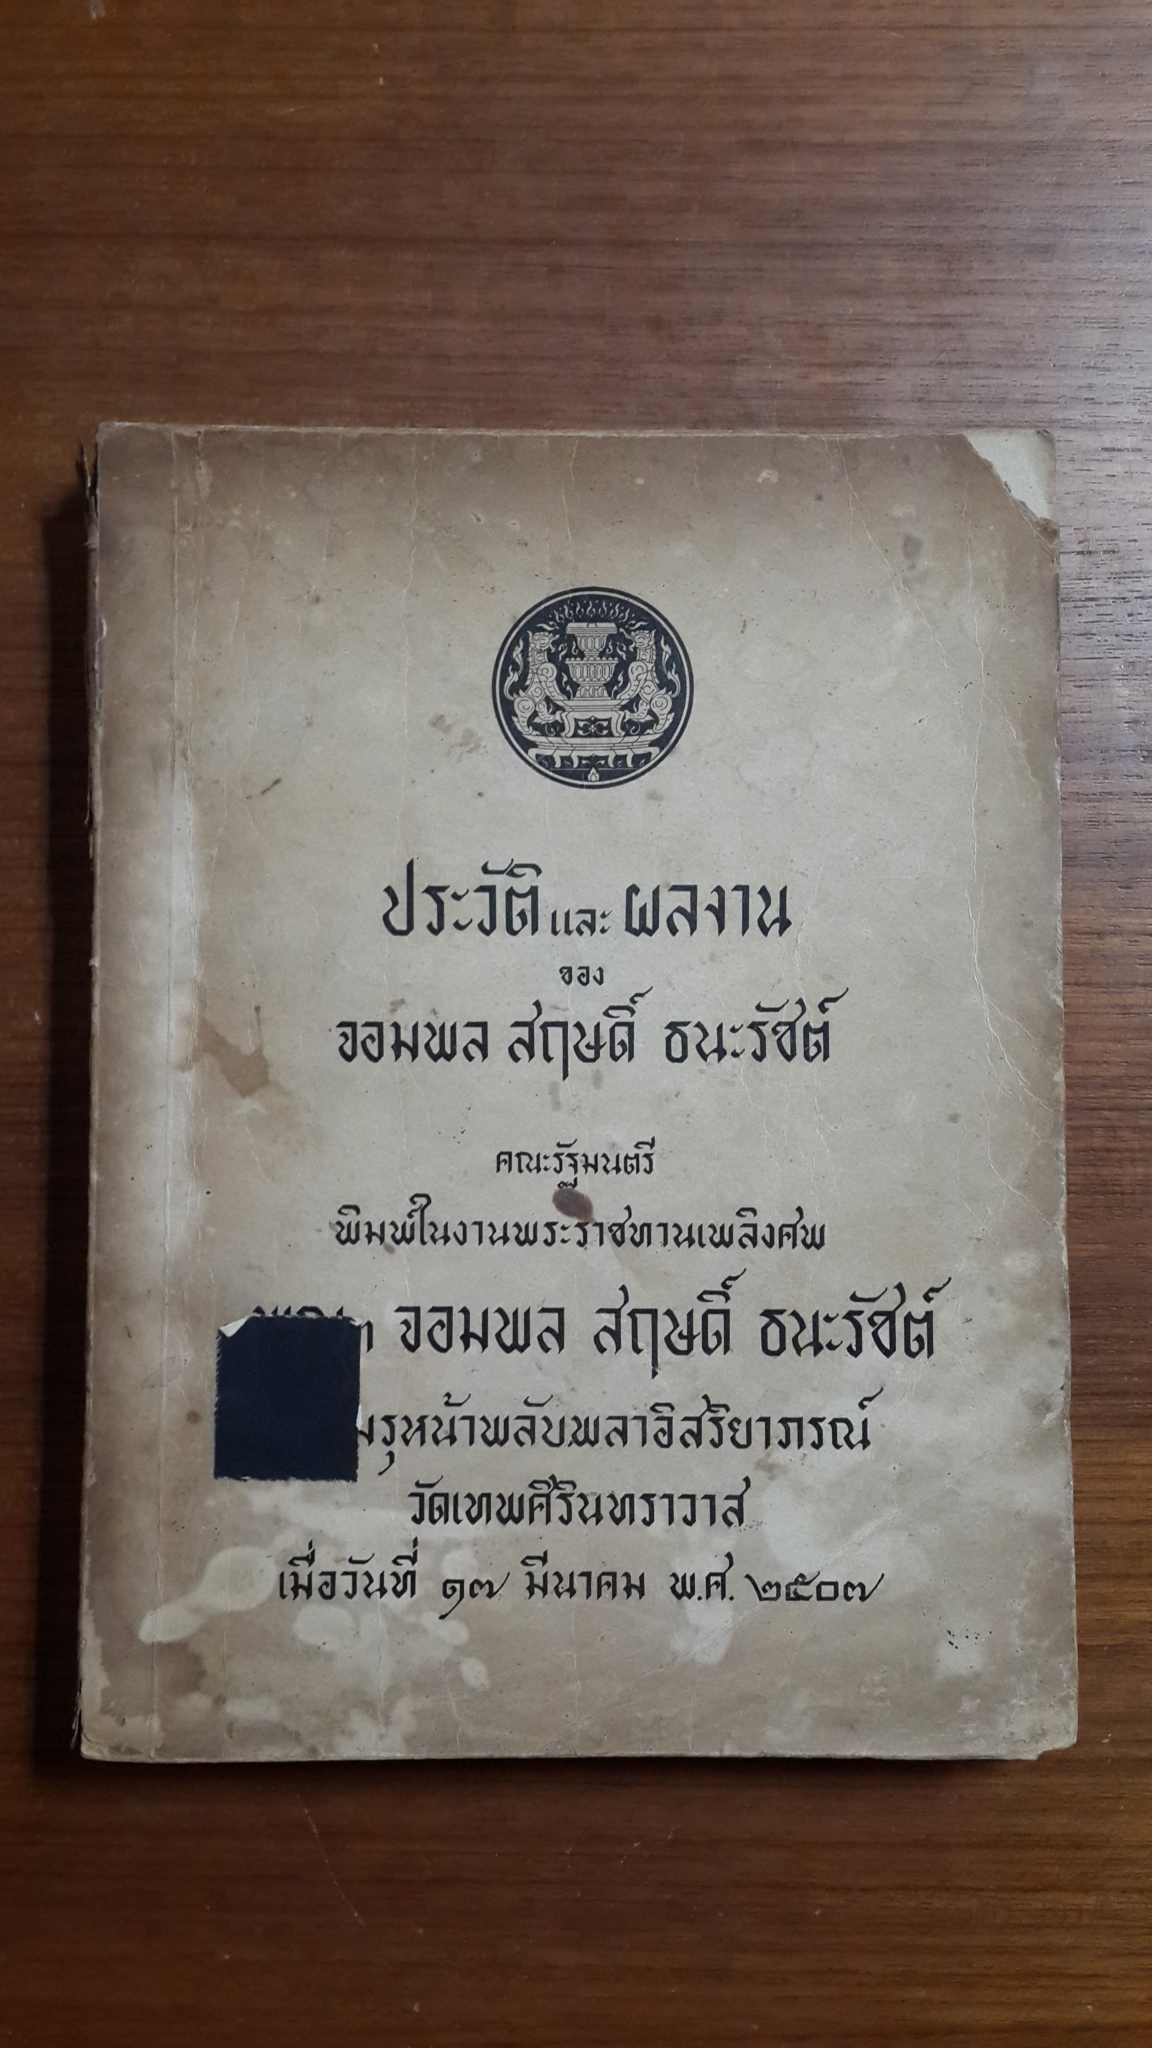 ประวัติ และ ผลงาน
ของ
จอมพล สฤษดิ์ ธนะรัชต์
คณะรัฐมนตรี
พิมพ์ในงานพระราชทานเพลิงศพ
จอมพล สฤษดิ์ ธนะรัชต์
มรุหน้าพลับพลาอิสริยาภรณ์
วัดเทพศิรินทราวาส
เมื่อวันที่ ๑๗ มีนาคม พ.ศ. ๒๕๐๗